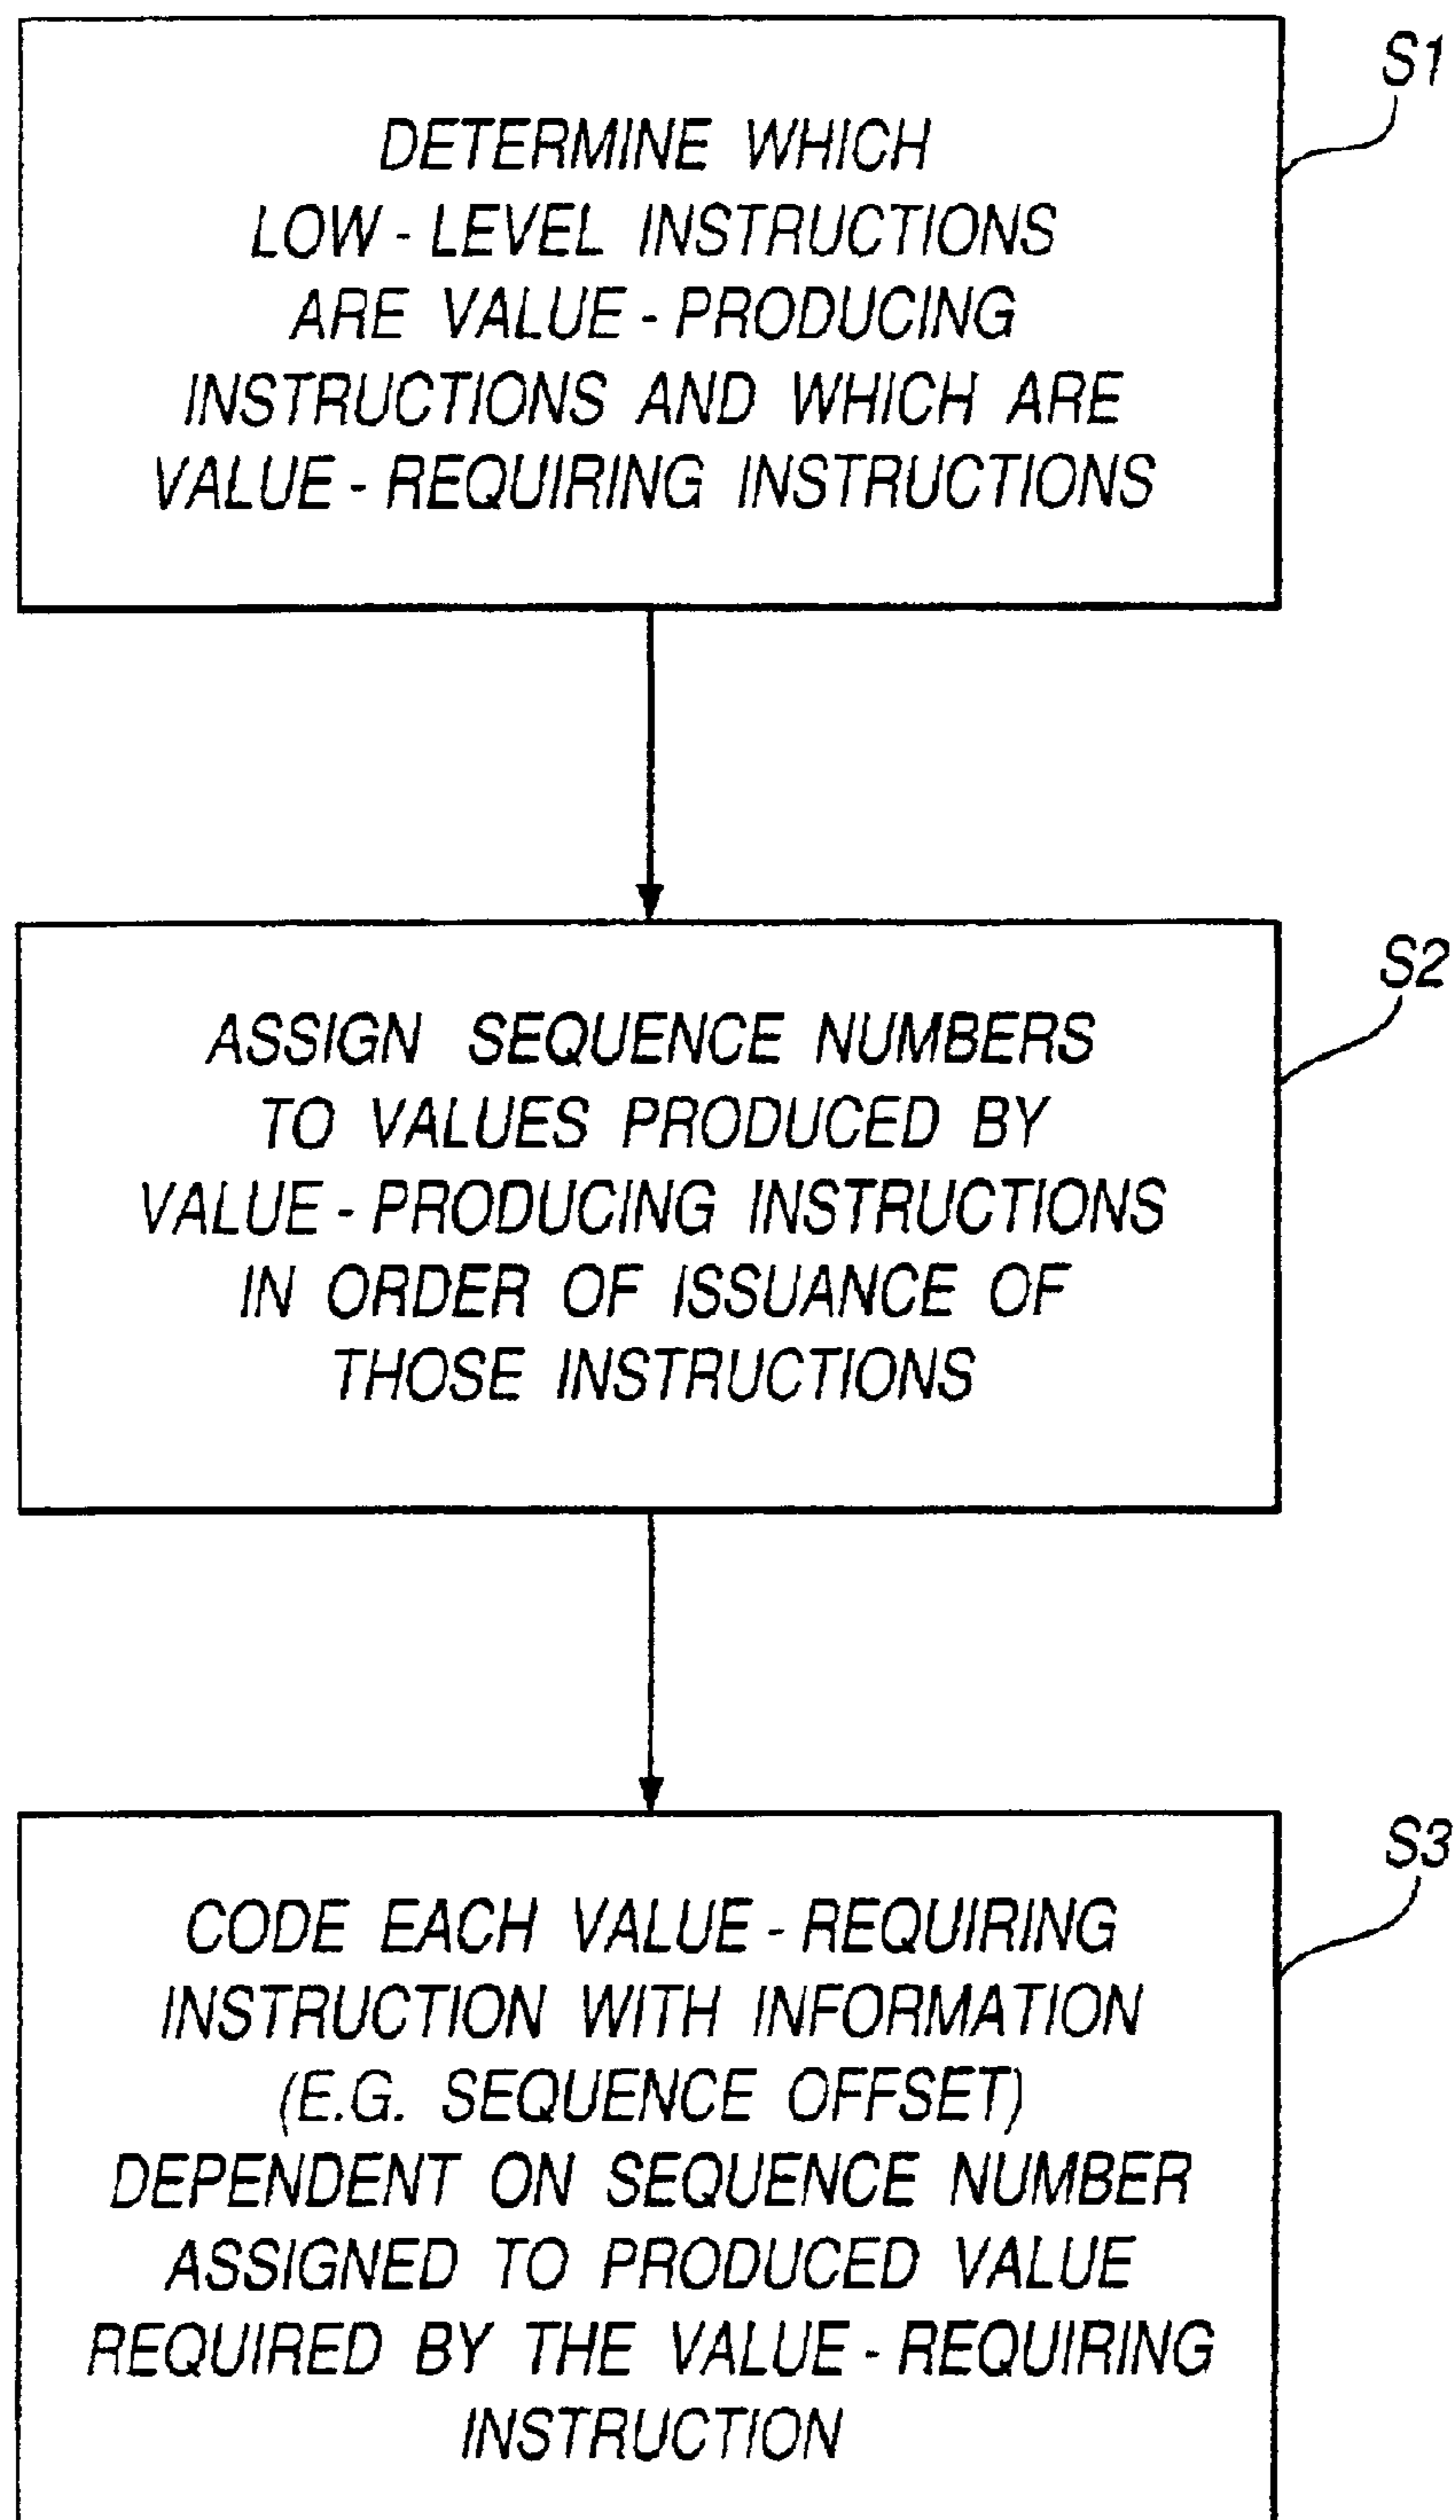 S1
DETERMINE WHICH
LOW - LEVEL INSTRUCTIONS
ARE VALUE - PRODUCING
INSTRUCTIONS AND WHICH ARE
VALUE - REQUIRING INSTRUCTIONS
S2
ASSIGN SEQUENCE NUMBERS
TO VALUES PRODUCED BY
VALUE - PRODUCING INSTRUCTIONS
IN ORDER OF ISSUANCE OF
THOSE INSTRUCTIONS
S3
CODE EACH VALUE - REQUIRING
INSTRUCTION WITH INFORMATION
(E.G. SEQUENCE OFFSET)
DEPENDENT ON SEQUENCE NUMBER
ASSIGNED TO PRODUCED VALUE
REQUIRED BY THE VALUE - REQUIRING
INSTRUCTION